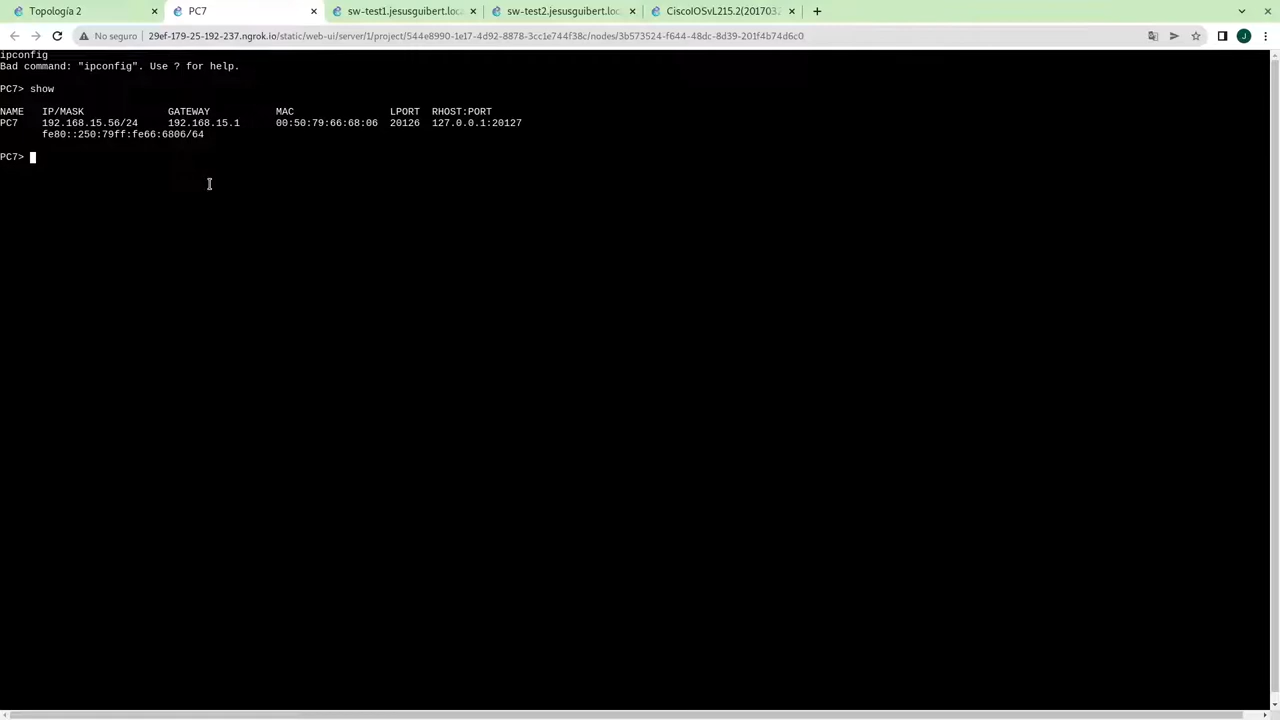 Topología 2
PC7
sw-test1.jesusguibert.loca
sw-test2.jesusguibert.loc
CiscoIOSvL215.2(201703
No seguro
29ef-179-25-192-237.ngrok.io/static/web-ui/server/1/project/544e8990-1e17-4d92-8878-3cc1e744f38c/nodes/3b573524-f644-48dc-8d39-201f4b74d6c0
J
ipconfig
Bad command: "ipconfig". Use ? for help.
PC7> show
NAME IP/MASK GATEWAY MAC LPORT RHOST:PORT
PC7 192.168.15.56/24 192.168.15.1 00:50:79:66:68:06 20126 127.0.0.1:20127
fe80::250:79ff:fe66:6806/64
PC7>